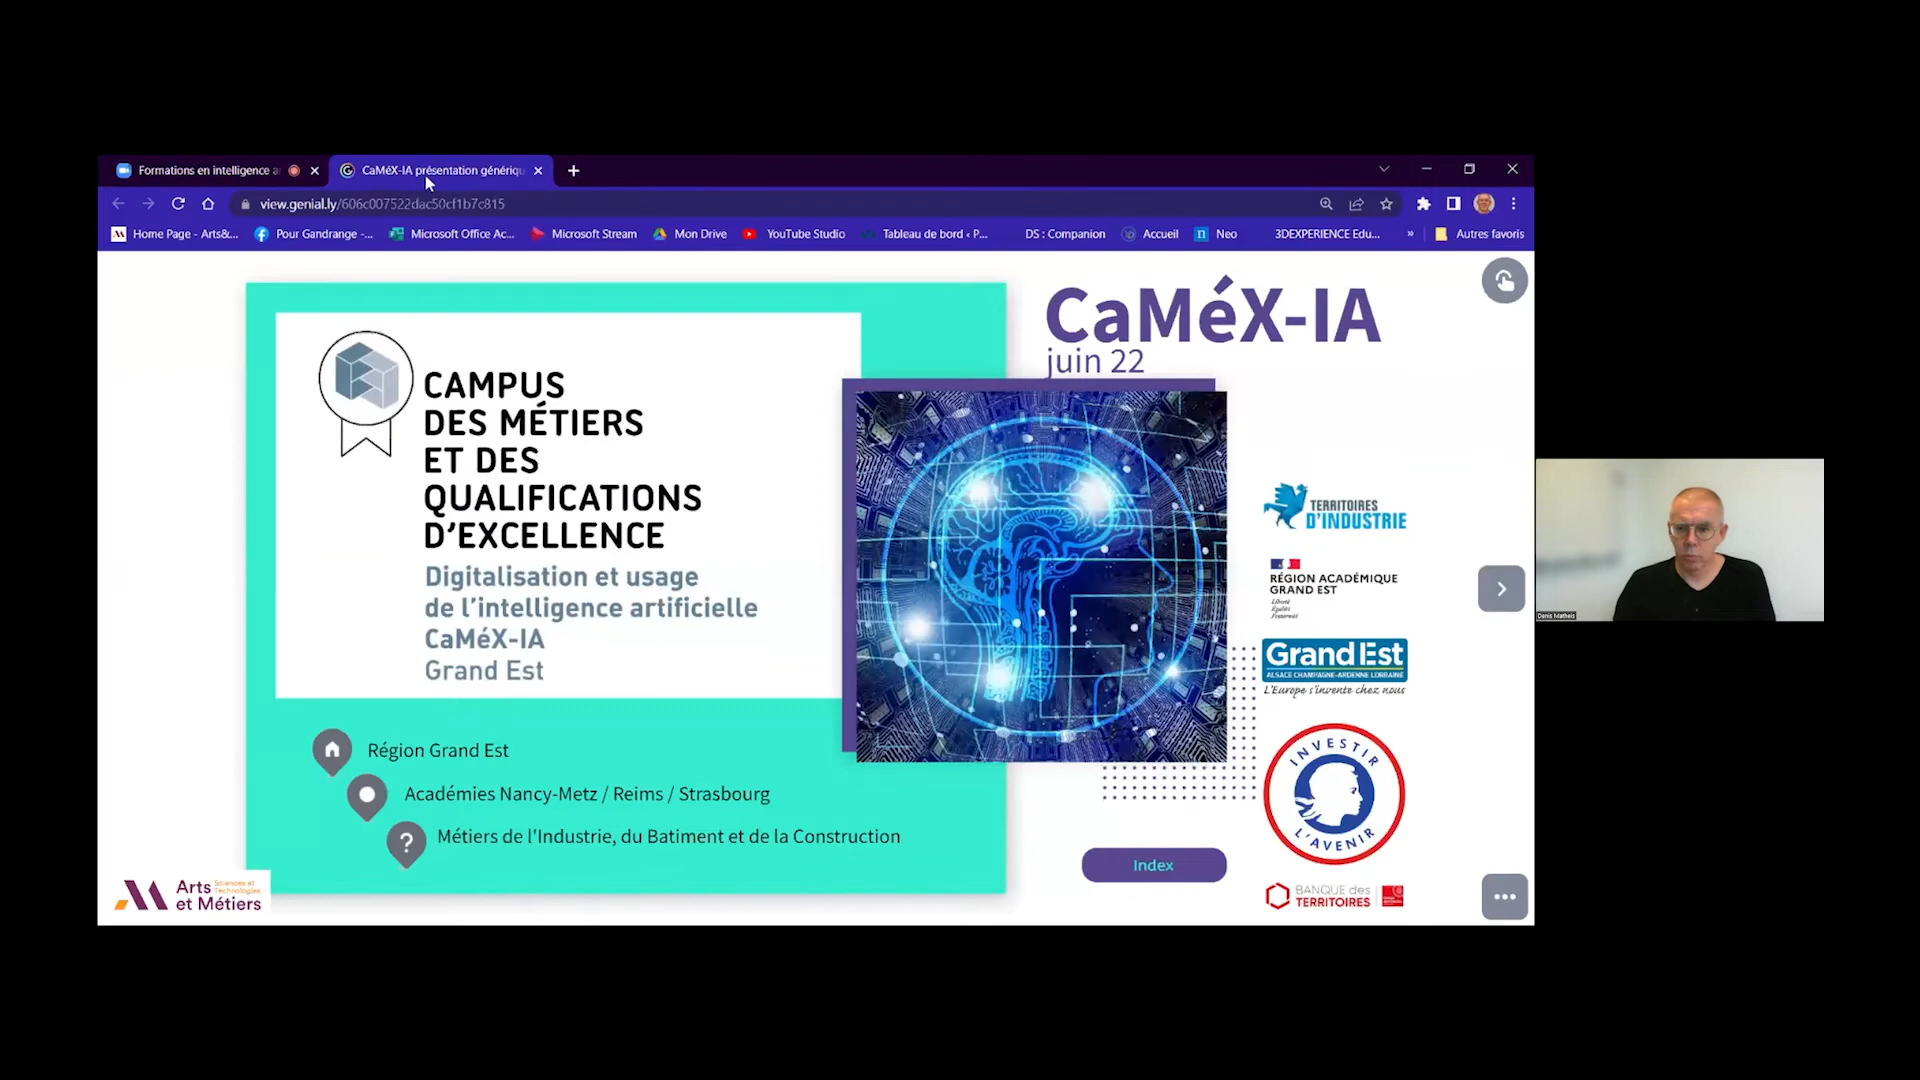 Formations en intelligence a
CaMéX-IA présentation génériqu
view.genial.ly/606c007522dac50cf1b7c815
Home Page - Arts&...
Pour Gandrange -...
Microsoft Office Ac...
Microsoft Stream
Mon Drive
YouTube Studio
Tableau de bord ‹ P...
DS : Companion
Accueil
n Neo
3DEXPERIENCE Edu...
»
Autres favoris
CaMéX-IA
juin 22
CAMPUS
DES MÉTIERS
ET DES
QUALIFICATIONS
D'EXCELLENCE
Digitalisation et usage
de l'intelligence artificielle
CaMéX-IA
Grand Est
Région Grand Est
Académies Nancy-Metz / Reims / Strasbourg
? Métiers de l'Industrie, du Batiment et de la Construction
Arts
et Métiers
Sciences et
Technologies
TERRITOIRES
D'INDUSTRIE
RÉGION ACADÉMIQUE
GRAND EST
Liberté
Égalité
Fraternité
Grand Est
ALSACE CHAMPAGNE-ARDENNE LORRAINE
L'Europe s'invente chez nous
INVESTIR
L'AVENIR
BANQUE des
TERRITOIRES
Index
Denis Matheis